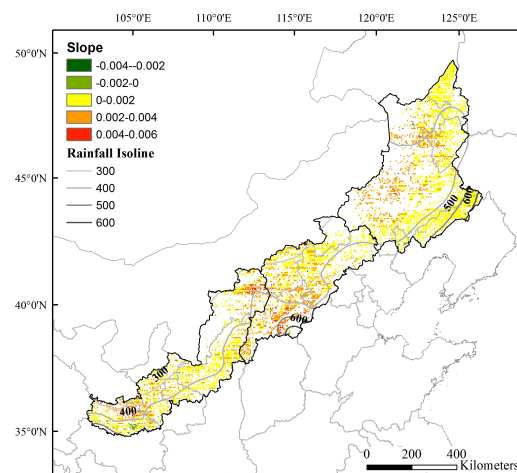 105°0'E 110°0'E 115°0'E 120°0'E 125°0'E
50°0'N
45°0'N
40°0'N
35°0'N
Slope
-0.004--0.002
-0.002-0
0-0.002
0.002-0.004
0.004-0.006
Rainfall Isoline
300
400
500
600
500
600
600
300
400
0 200 400
Kilometers